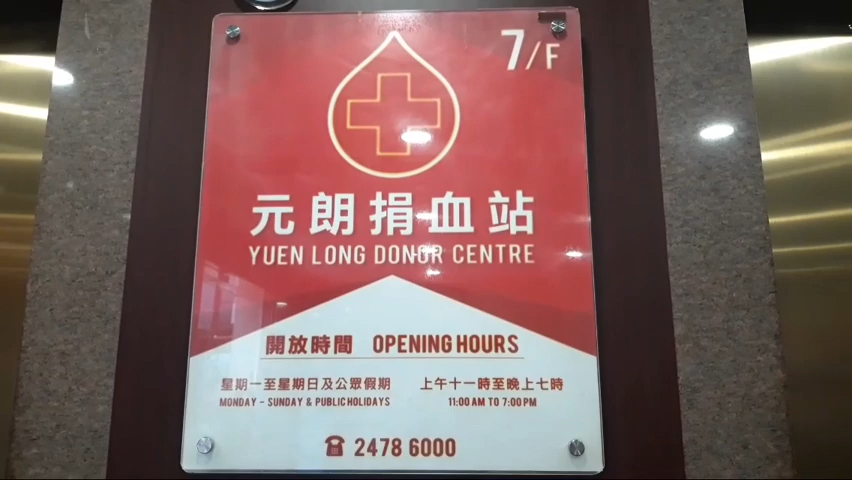 7/F
元朗捐血站
YUEN LONG DONOR CENTRE
開放時間 OPENING HOURS
星期一至星期日及公眾假期 上午十一時至晚上七時
MONDAY - SUNDAY & PUBLIC HOLIDAYS 11:00 AM TO 7:00 PM
2478 6000